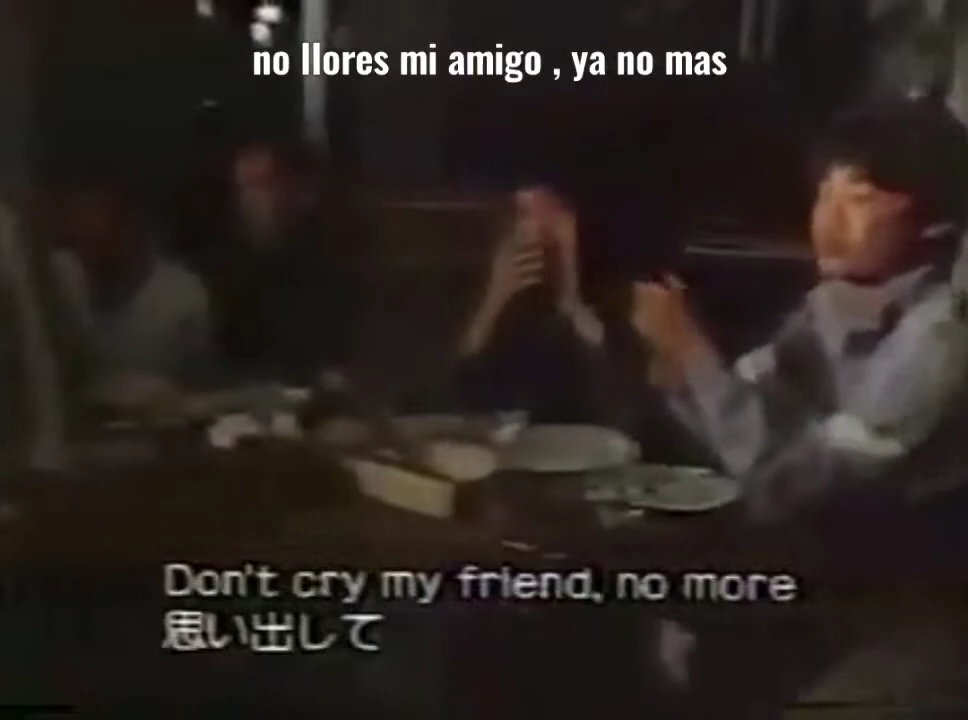 no llores mi amigo , ya no mas
Don't cry my friend, no more
思い出して